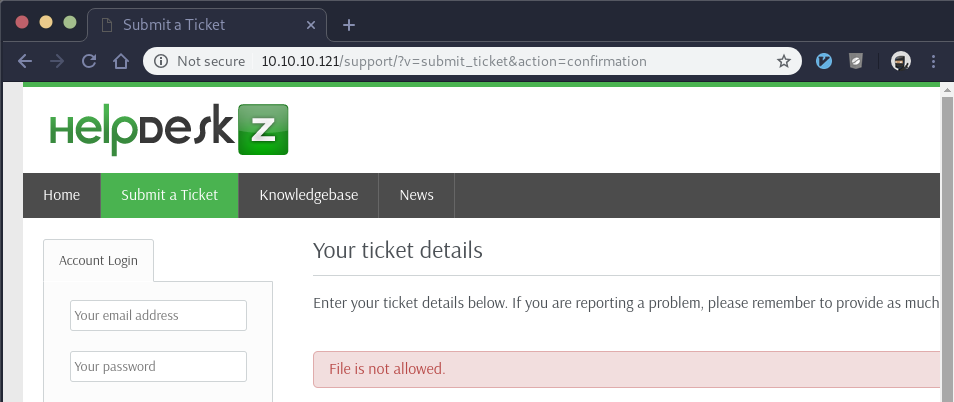 Submit a Ticket
Not secure 10.10.10.121/support/?v=submit_ticket&action=confirmation
HelpDesk Z
Home Submit a Ticket Knowledgebase News
Account Login
Your email address
Your password
Your ticket details
Enter your ticket details below. If you are reporting a problem, please remember to provide as much
File is not allowed.